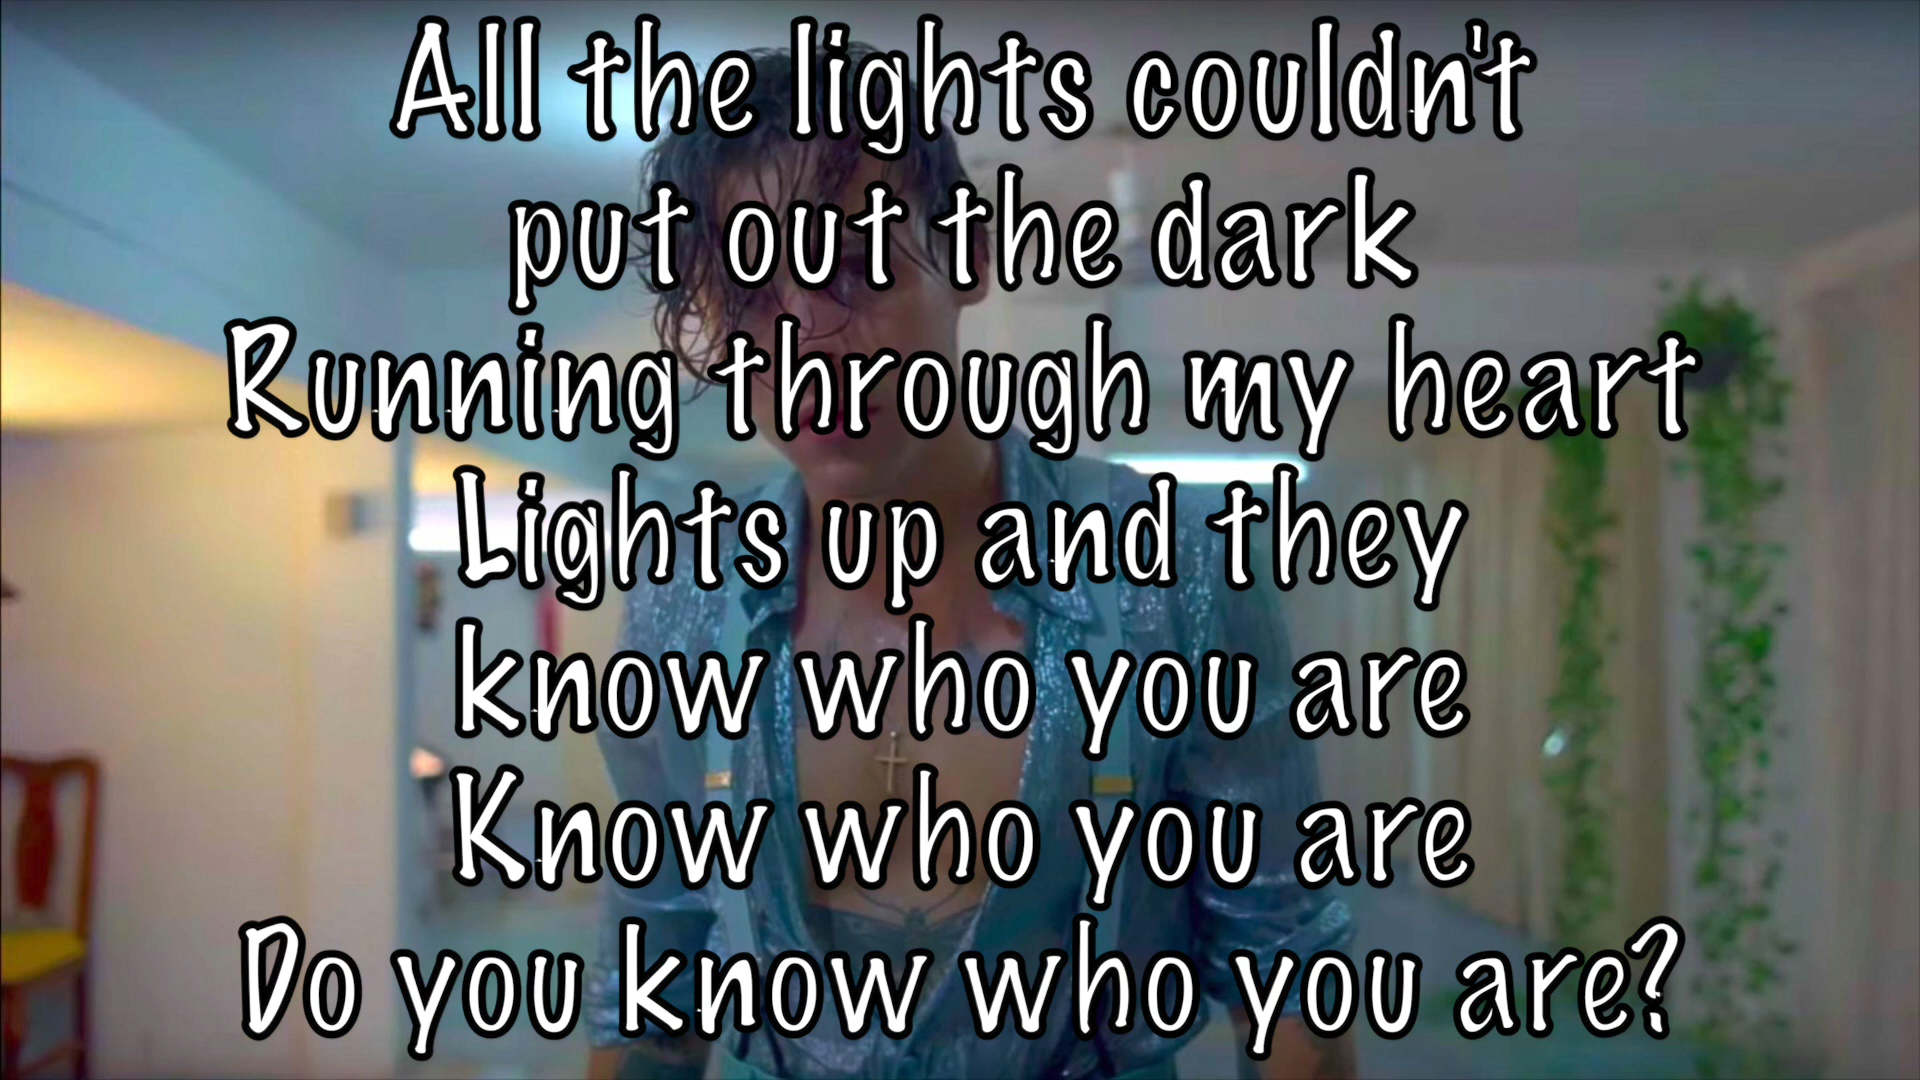 All the lights couldn't
put out the dark
Running through my heart
Lights up and they
know who you are
Know who you are
Do you know who you are?